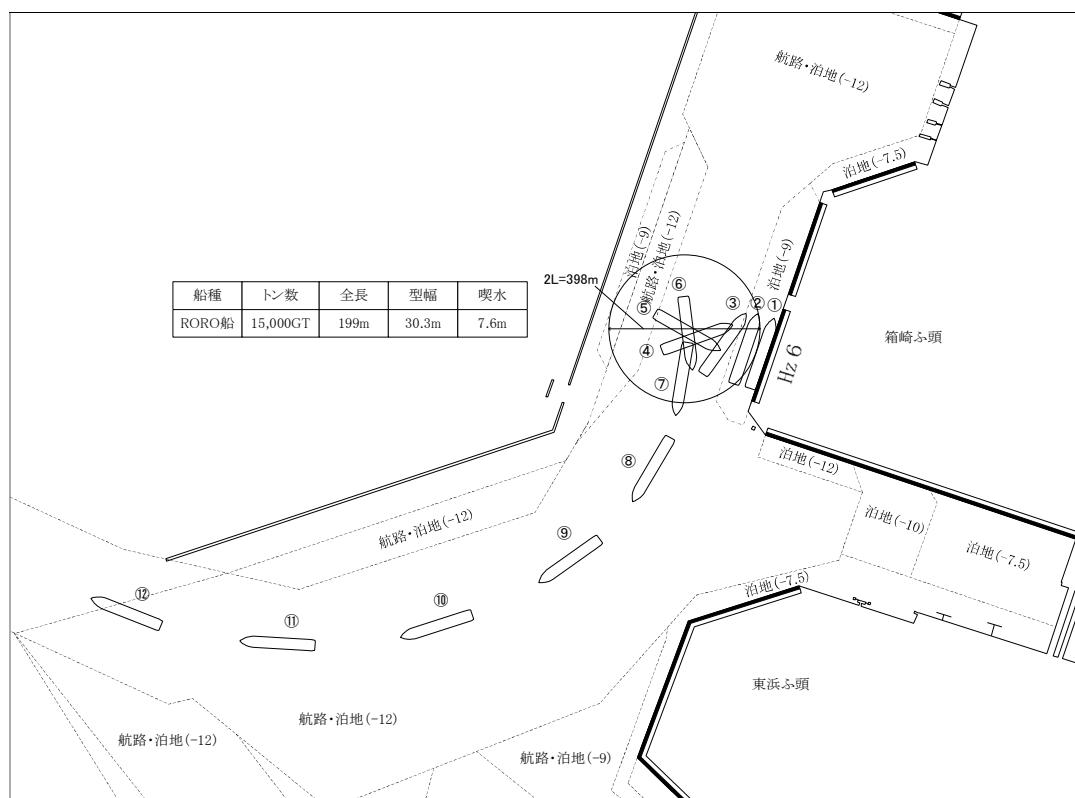 航路・泊地(-12)
泊地(-7.5)
泊地(-9)
航路・泊地(-12)
泊地(-9)
2L=398m
船種 トン数 全長 型幅 喫水
RORO船 15,000GT 199m 30.3m 7.6m
⑥
⑤
③
②
①
④
⑦
箱崎ふ頭
Hz 6
⑧
泊地(-12)
泊地(-10)
泊地(-7.5)
航路・泊地(-12)
⑨
泊地(-7.5)
⑫
⑪
⑩
東浜ふ頭
航路・泊地(-12)
航路・泊地(-12)
航路・泊地(-9)